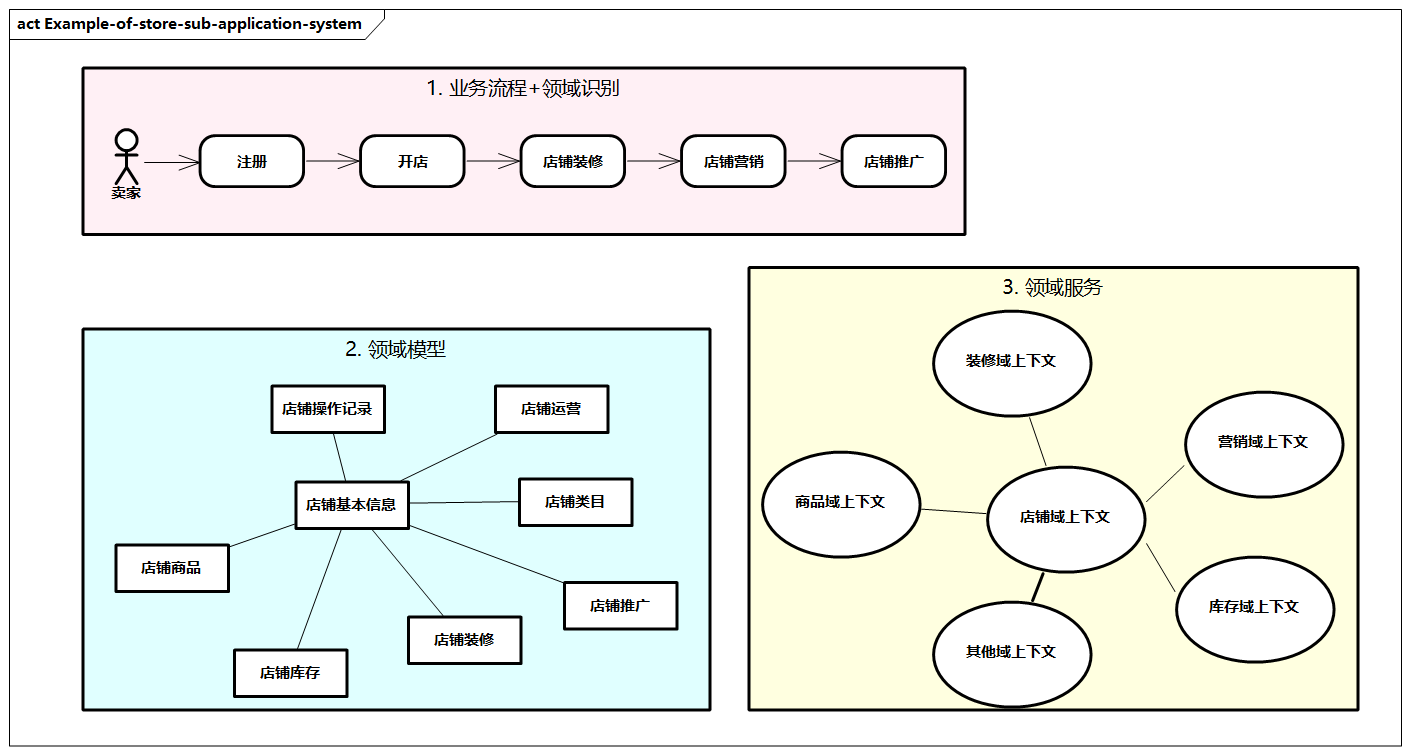 act Example-of-store-sub-application-system
1. 业务流程+领域识别
卖家
注册
开店
店铺装修
店铺营销
店铺推广
2. 领域模型
店铺操作记录
店铺运营
店铺基本信息
店铺类目
店铺商品
店铺推广
店铺装修
店铺库存
3. 领域服务
装修域上下文
营销域上下文
商品域上下文
店铺域上下文
库存域上下文
其他域上下文